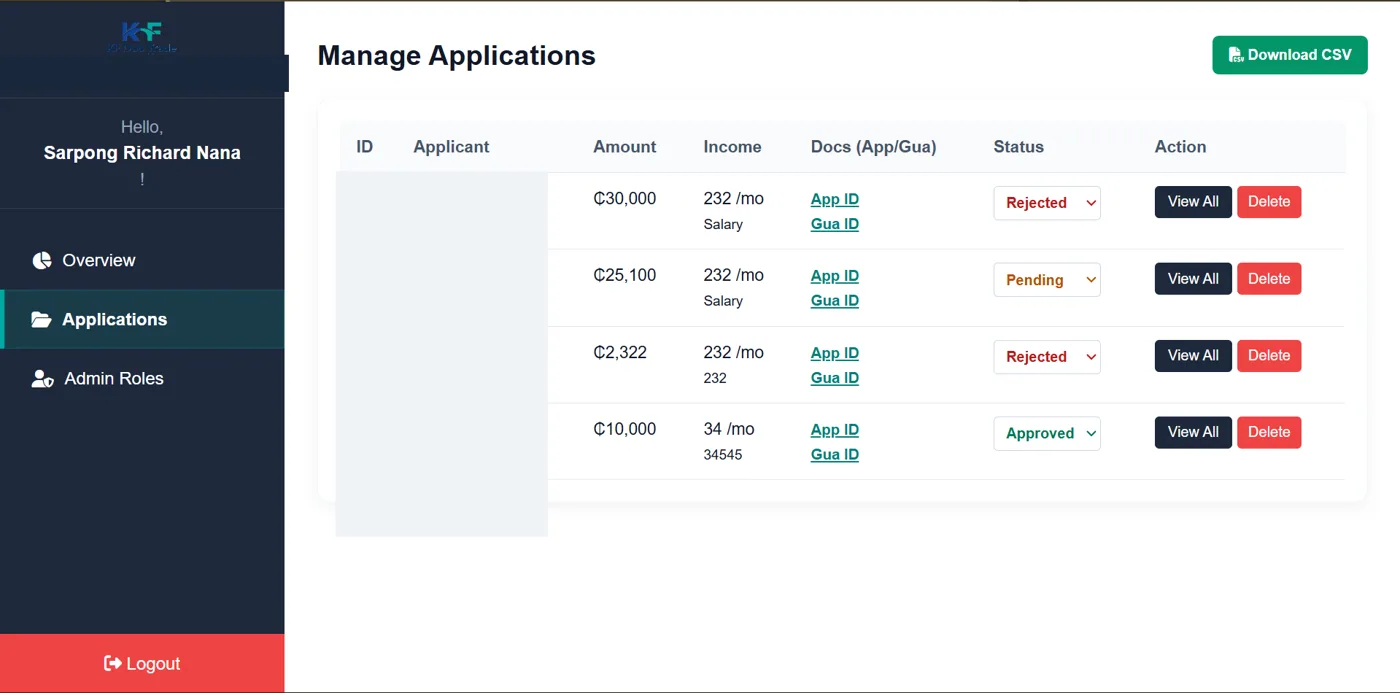 KF
Hello,
Sarpong Richard Nana
!
Overview
Applications
Admin Roles
Logout
Manage Applications
Download CSV
ID Applicant Amount Income Docs (App/Gua) Status Action
₵30,000 232 /mo App ID Rejected View All Delete
Salary Gua ID
₵25,100 232 /mo App ID Pending View All Delete
Salary Gua ID
₵2,322 232 /mo App ID Rejected View All Delete
232 Gua ID
₵10,000 34 /mo App ID Approved View All Delete
34545 Gua ID